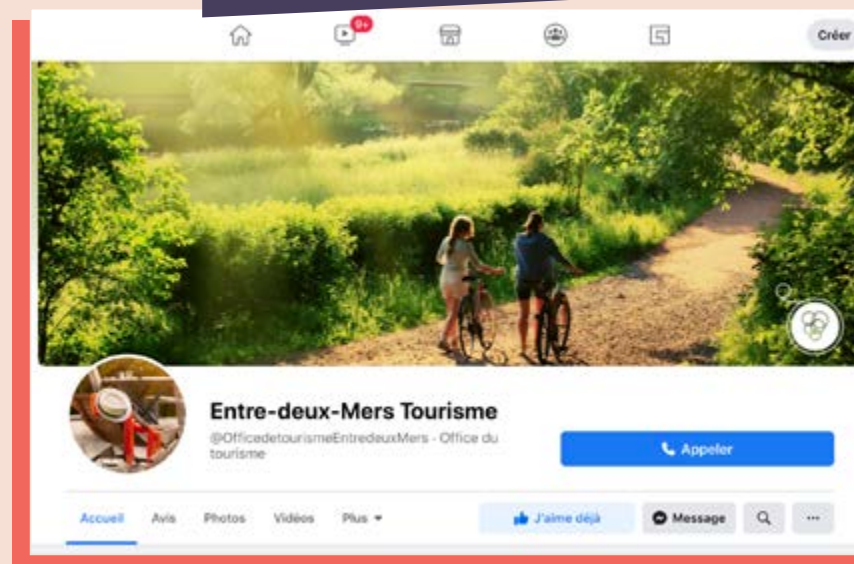 9+
Créer
Entre-deux-Mers Tourisme
@OfficedetourismeEntredeuxMers · Office du
tourisme
Appeler
Accueil Avis Photos Vidéos Plus
J'aime déjà Message